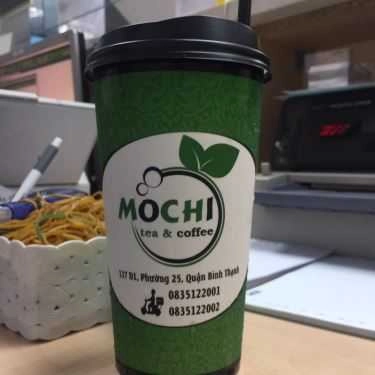 MOCHI
tea & coffee
137 D1, Phường 25, Quận Bình Thạnh
0835122001
0835122002